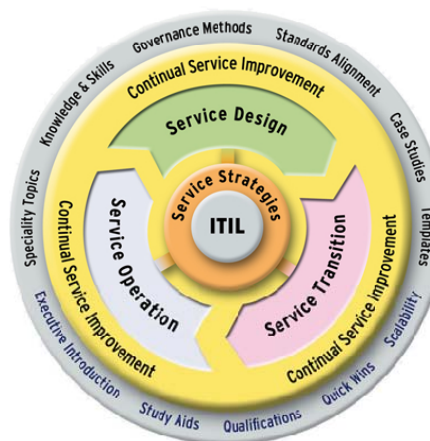 Governance Methods
Standards Alignment
Knowledge & Skills
Case Studies
Speciality Topics
Templates
Continual Service Improvement
Service Design
Service Strategies
ITIL
Service Operation
Service Transition
Continual Service Improvement
Continual Service improvement
Executive Introduction
Scalability
Study Aids
Quick Wins
Qualifications